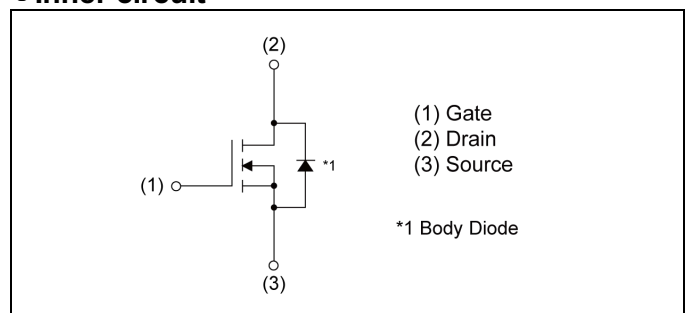 (2)
(1) Gate
(2) Drain
(3) Source
*1
(1)
*1 Body Diode
(3)